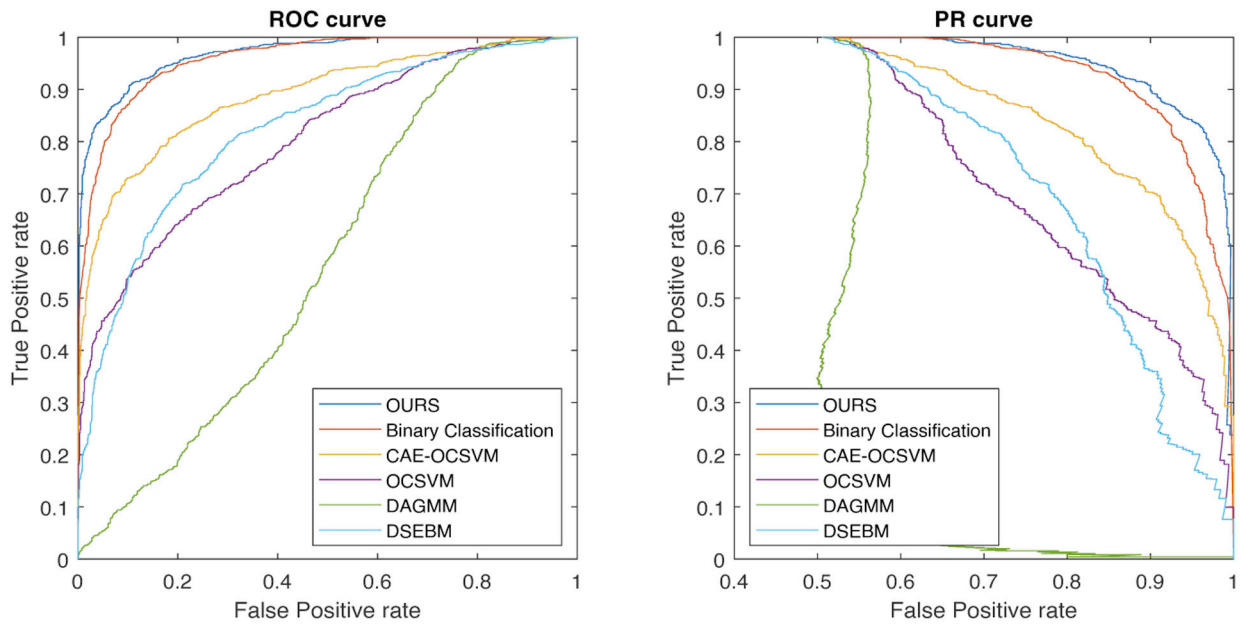 ROC curve
True Positive rate
1
0.9
0.8
0.7
0.6
0.5
0.4
0.3
0.2
0.1
0
OURS
Binary Classification
CAE-OCSVM
OCSVM
DAGMM
DSEBM
0 0.2 0.4 0.6 0.8 1
False Positive rate
PR curve
True Positive rate
1
0.9
0.8
0.7
0.6
0.5
0.4
0.3
0.2
0.1
0
OURS
Binary Classification
CAE-OCSVM
OCSVM
DAGMM
DSEBM
0.4 0.5 0.6 0.7 0.8 0.9 1
False Positive rate